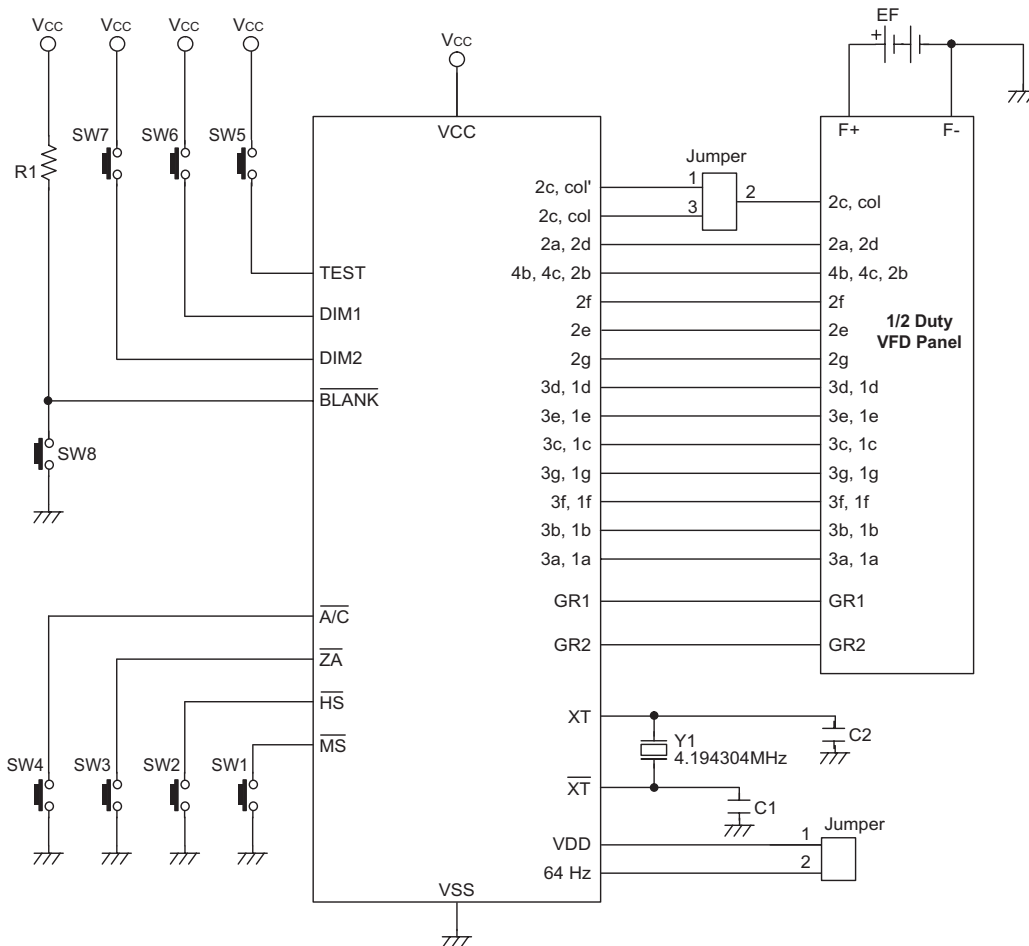 VCC VCC VCC VCC
VCC
EF
+
SW7 SW6 SW5
R1
VCC
F+ F-
Jumper
1
2
3
2c, col'
2c, col
2c, col
2a, 2d
2a, 2d
TEST
4b, 4c, 2b
4b, 4c, 2b
2f
2f
DIM1
2e
2e
1/2 Duty
VFD Panel
DIM2
2g
2g
3d, 1d
3d, 1d
BLANK
3e, 1e
3e, 1e
SW8
3c, 1c
3c, 1c
3g, 1g
3g, 1g
3f, 1f
3f, 1f
3b, 1b
3b, 1b
3a, 1a
3a, 1a
A/C
GR1
GR1
ZA
GR2
GR2
HS
MS
XT
C2
Y1
4.194304MHz
SW4 SW3 SW2 SW1
XT
C1
Jumper
VDD
1
64 Hz
2
VSS